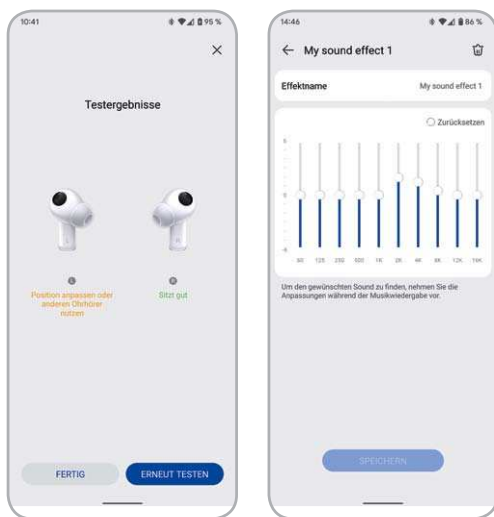 10:41
95 %
Testergebnisse
L
R
Position anpassen oder
anderen Ohrhörer
nutzen
Sitzt gut
FERTIG
ERNEUT TESTEN
14:46
86 %
My sound effect 1
Effektname
My sound effect 1
Zurücksetzen
0
60 125 250 500 1K 2K 4K 8K 12K 16K
Um den gewünschten Sound zu finden, nehmen Sie die
Anpassungen während der Musikwiedergabe vor.
SPEICHERN